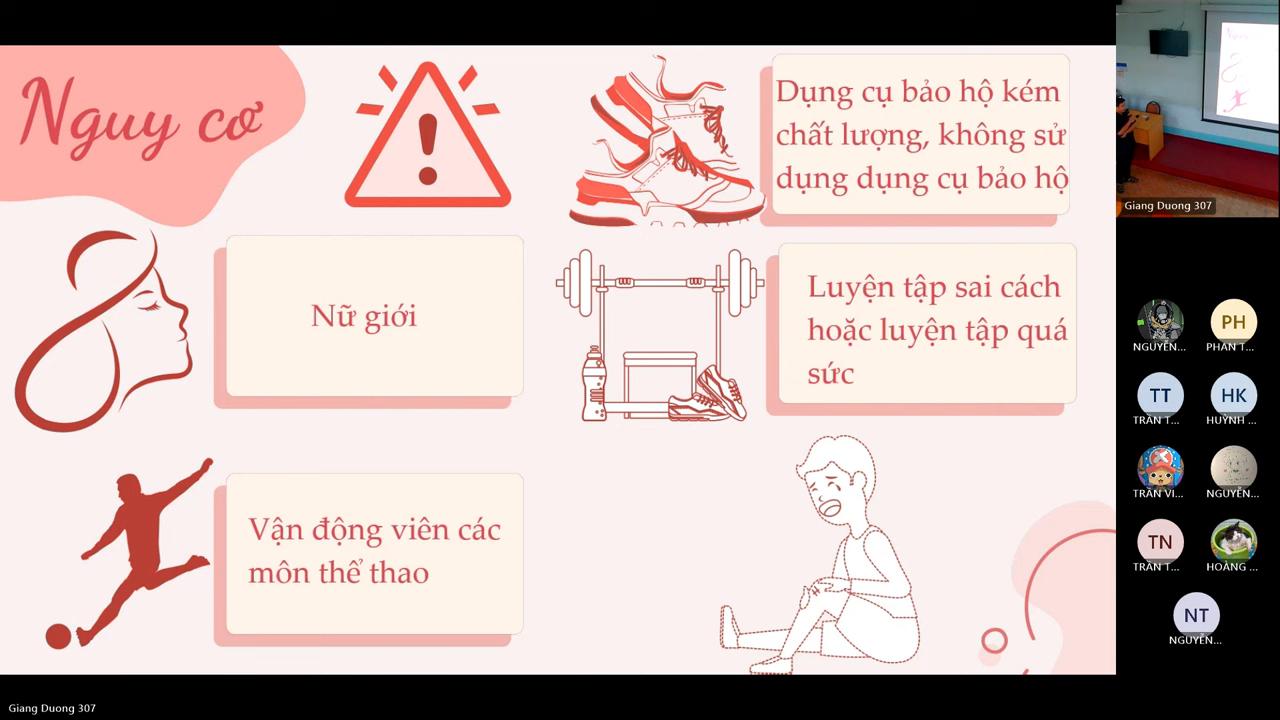 Nguy cơ
Dụng cụ bảo hộ kém
chất lượng, không sử
dụng dụng cụ bảo hộ
Nữ giới
Luyện tập sai cách
hoặc luyện tập quá
sức
Vận động viên các
môn thể thao
Giang Duong 307
NGUYỄN...
PH
PHAN T...
TT
TRẦN T...
HK
HUỲNH ...
TRẦN VI...
NGUYỄN...
TN
TRẦN T...
HOÀNG ...
NT
NGUYỄN...
Giang Duong 307